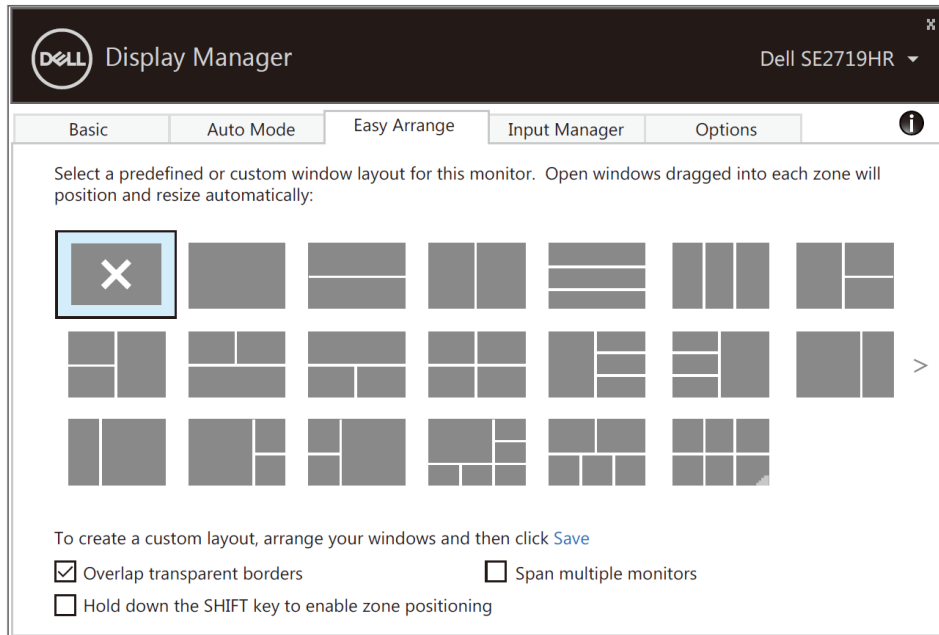 x
DELL Display Manager
Dell SE2719HR
Basic Auto Mode Easy Arrange Input Manager Options i
Select a predefined or custom window layout for this monitor. Open windows dragged into each zone will
position and resize automatically:
>
To create a custom layout, arrange your windows and then click Save
Overlap transparent borders Span multiple monitors
Hold down the SHIFT key to enable zone positioning